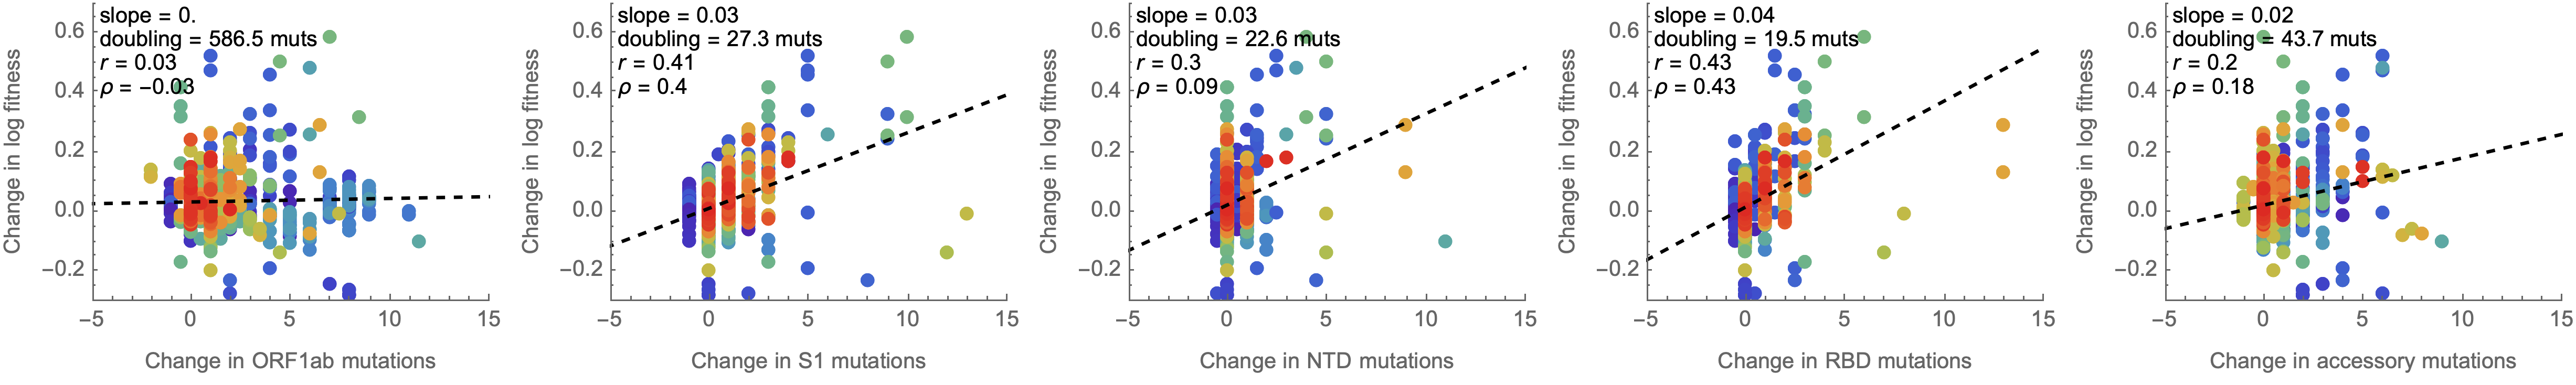 slope = 0.
doubling = 586.5 muts
r = 0.03
ρ = −0.03
Change in log fitness
0.6
0.4
0.2
0.0
−0.2
−5 0 5 10 15
Change in ORF1ab mutations
slope = 0.03
doubling = 27.3 muts
r = 0.41
ρ = 0.4
Change in log fitness
0.6
0.4
0.2
0.0
−0.2
−5 0 5 10 15
Change in S1 mutations
slope = 0.03
doubling = 22.6 muts
r = 0.3
ρ = 0.09
Change in log fitness
0.6
0.4
0.2
0.0
−0.2
−5 0 5 10 15
Change in NTD mutations
slope = 0.04
doubling = 19.5 muts
r = 0.43
ρ = 0.43
Change in log fitness
0.6
0.4
0.2
0.0
−0.2
−5 0 5 10 15
Change in RBD mutations
slope = 0.02
doubling = 43.7 muts
r = 0.2
ρ = 0.18
Change in log fitness
0.6
0.4
0.2
0.0
−0.2
−5 0 5 10 15
Change in accessory mutations